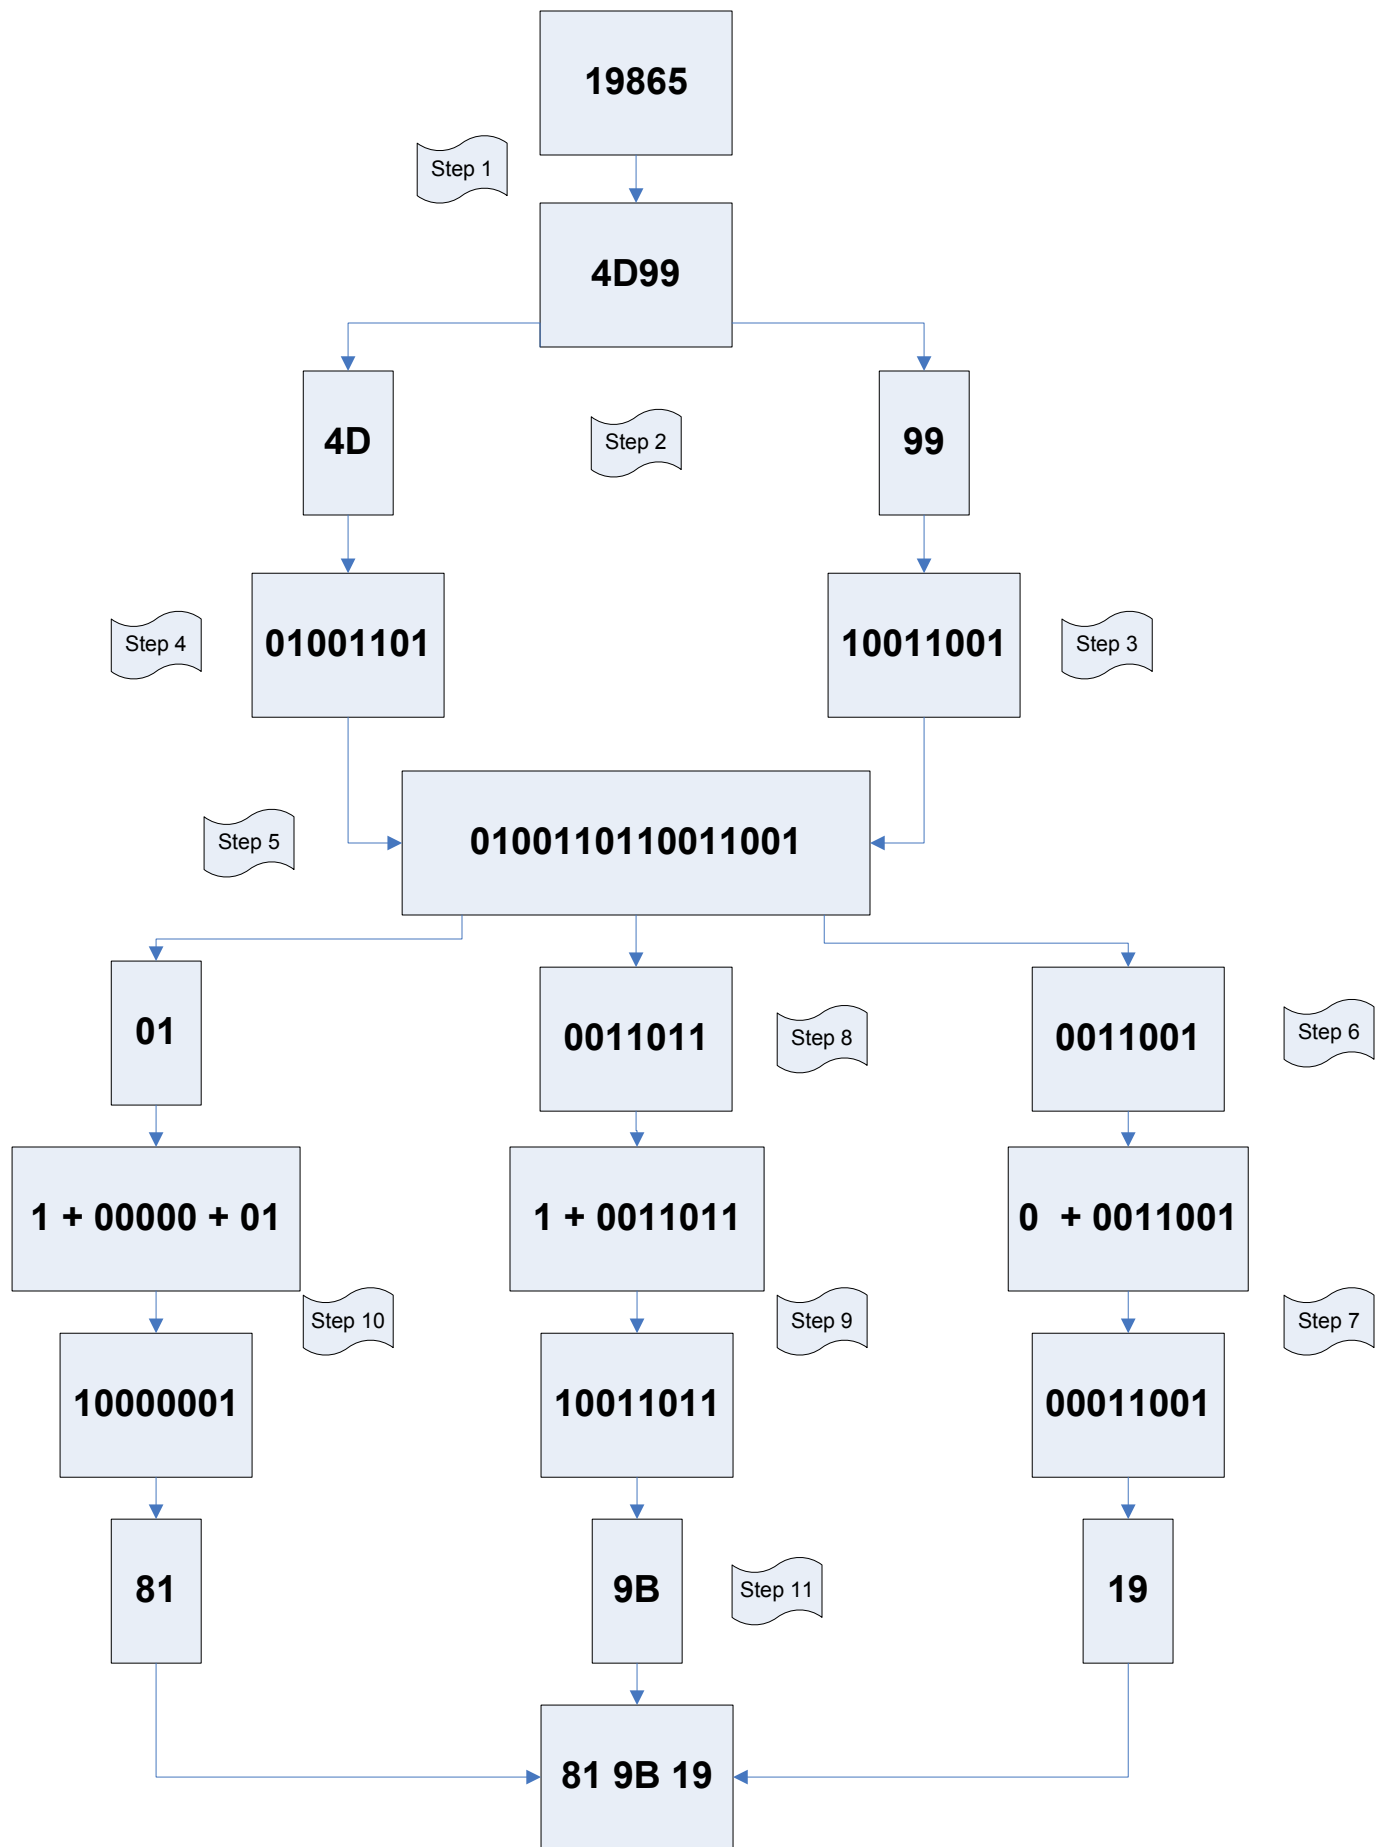 19865
Step 1
4D99
4D
Step 2
99
Step 4
01001101
10011001
Step 3
Step 5
0100110110011001
01
0011011
Step 8
0011001
Step 6
1 + 00000 + 01
1 + 0011011
0 + 0011001
Step 10
Step 9
Step 7
10000001
10011011
00011001
81
9B
Step 11
19
81 9B 19